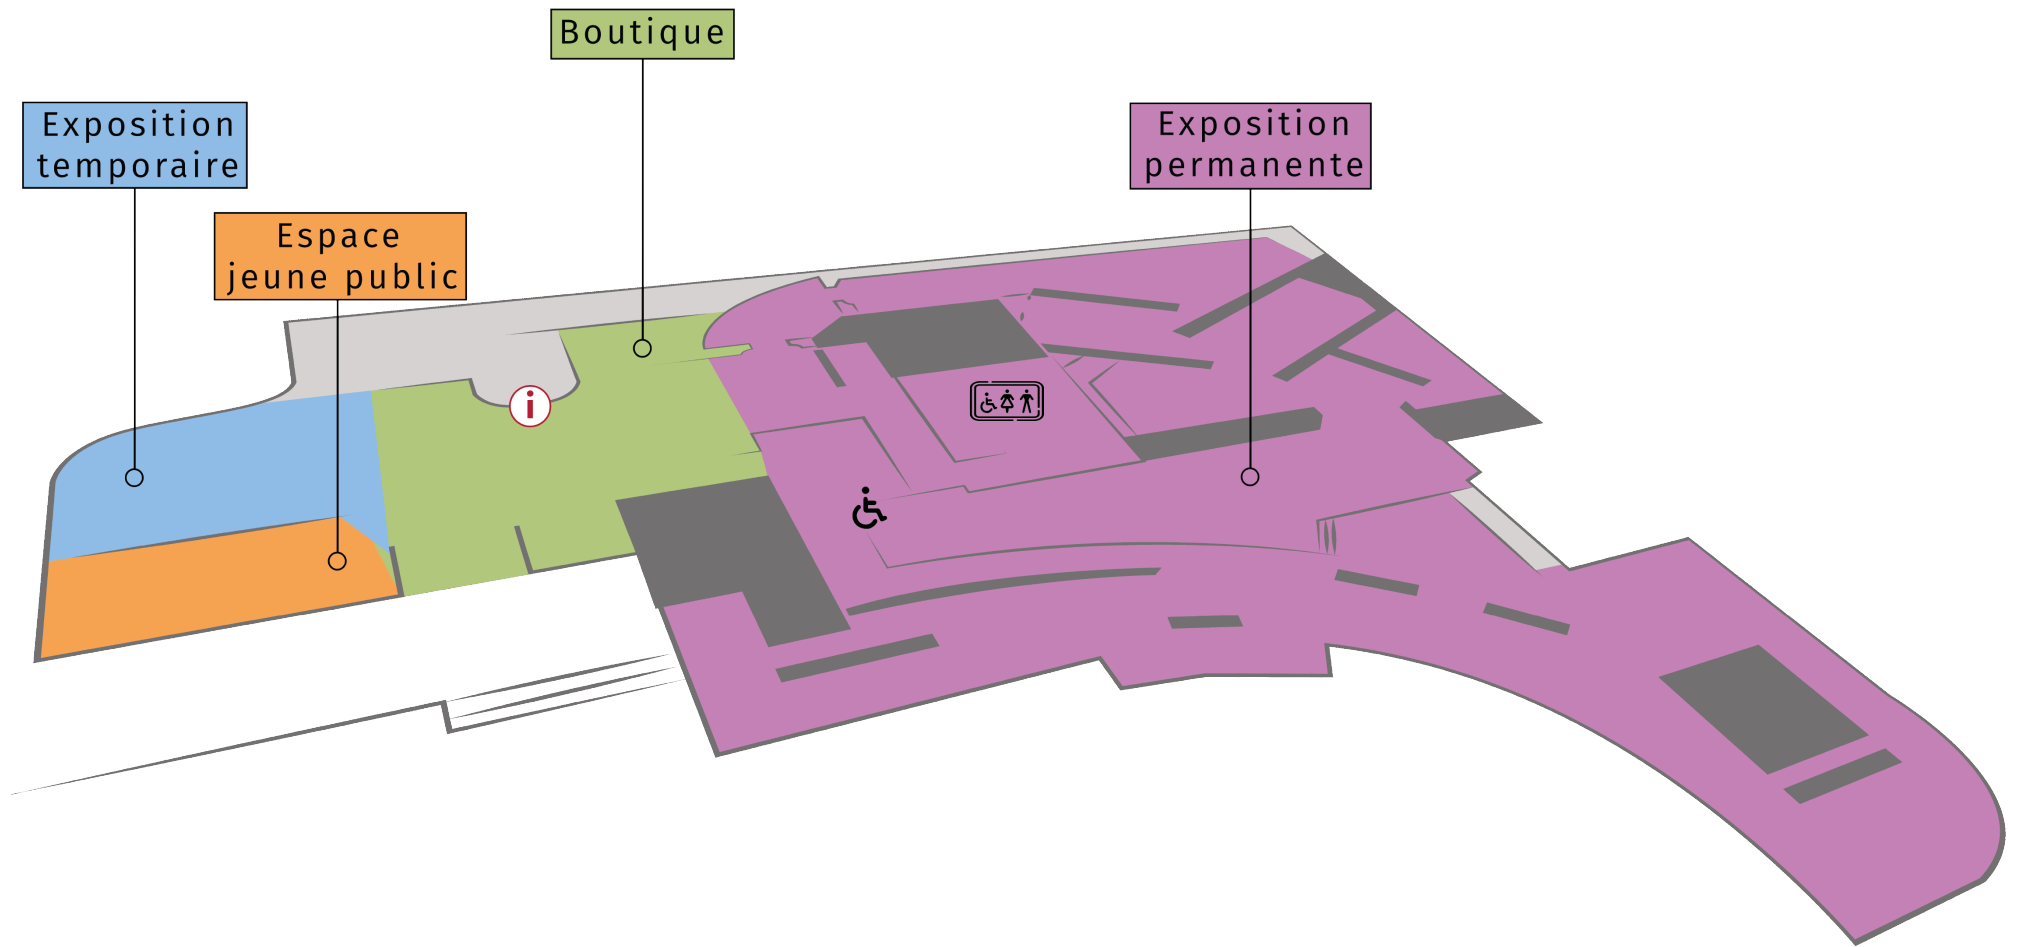 Boutique
Exposition
temporaire
Exposition
permanente
Espace
jeune public
i